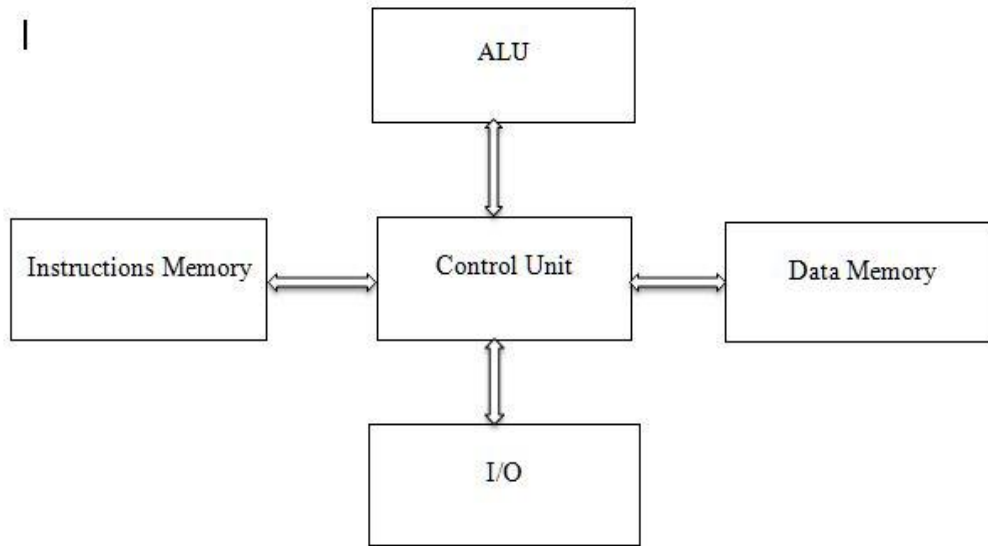 ALU
Instructions Memory
Control Unit
Data Memory
I/O